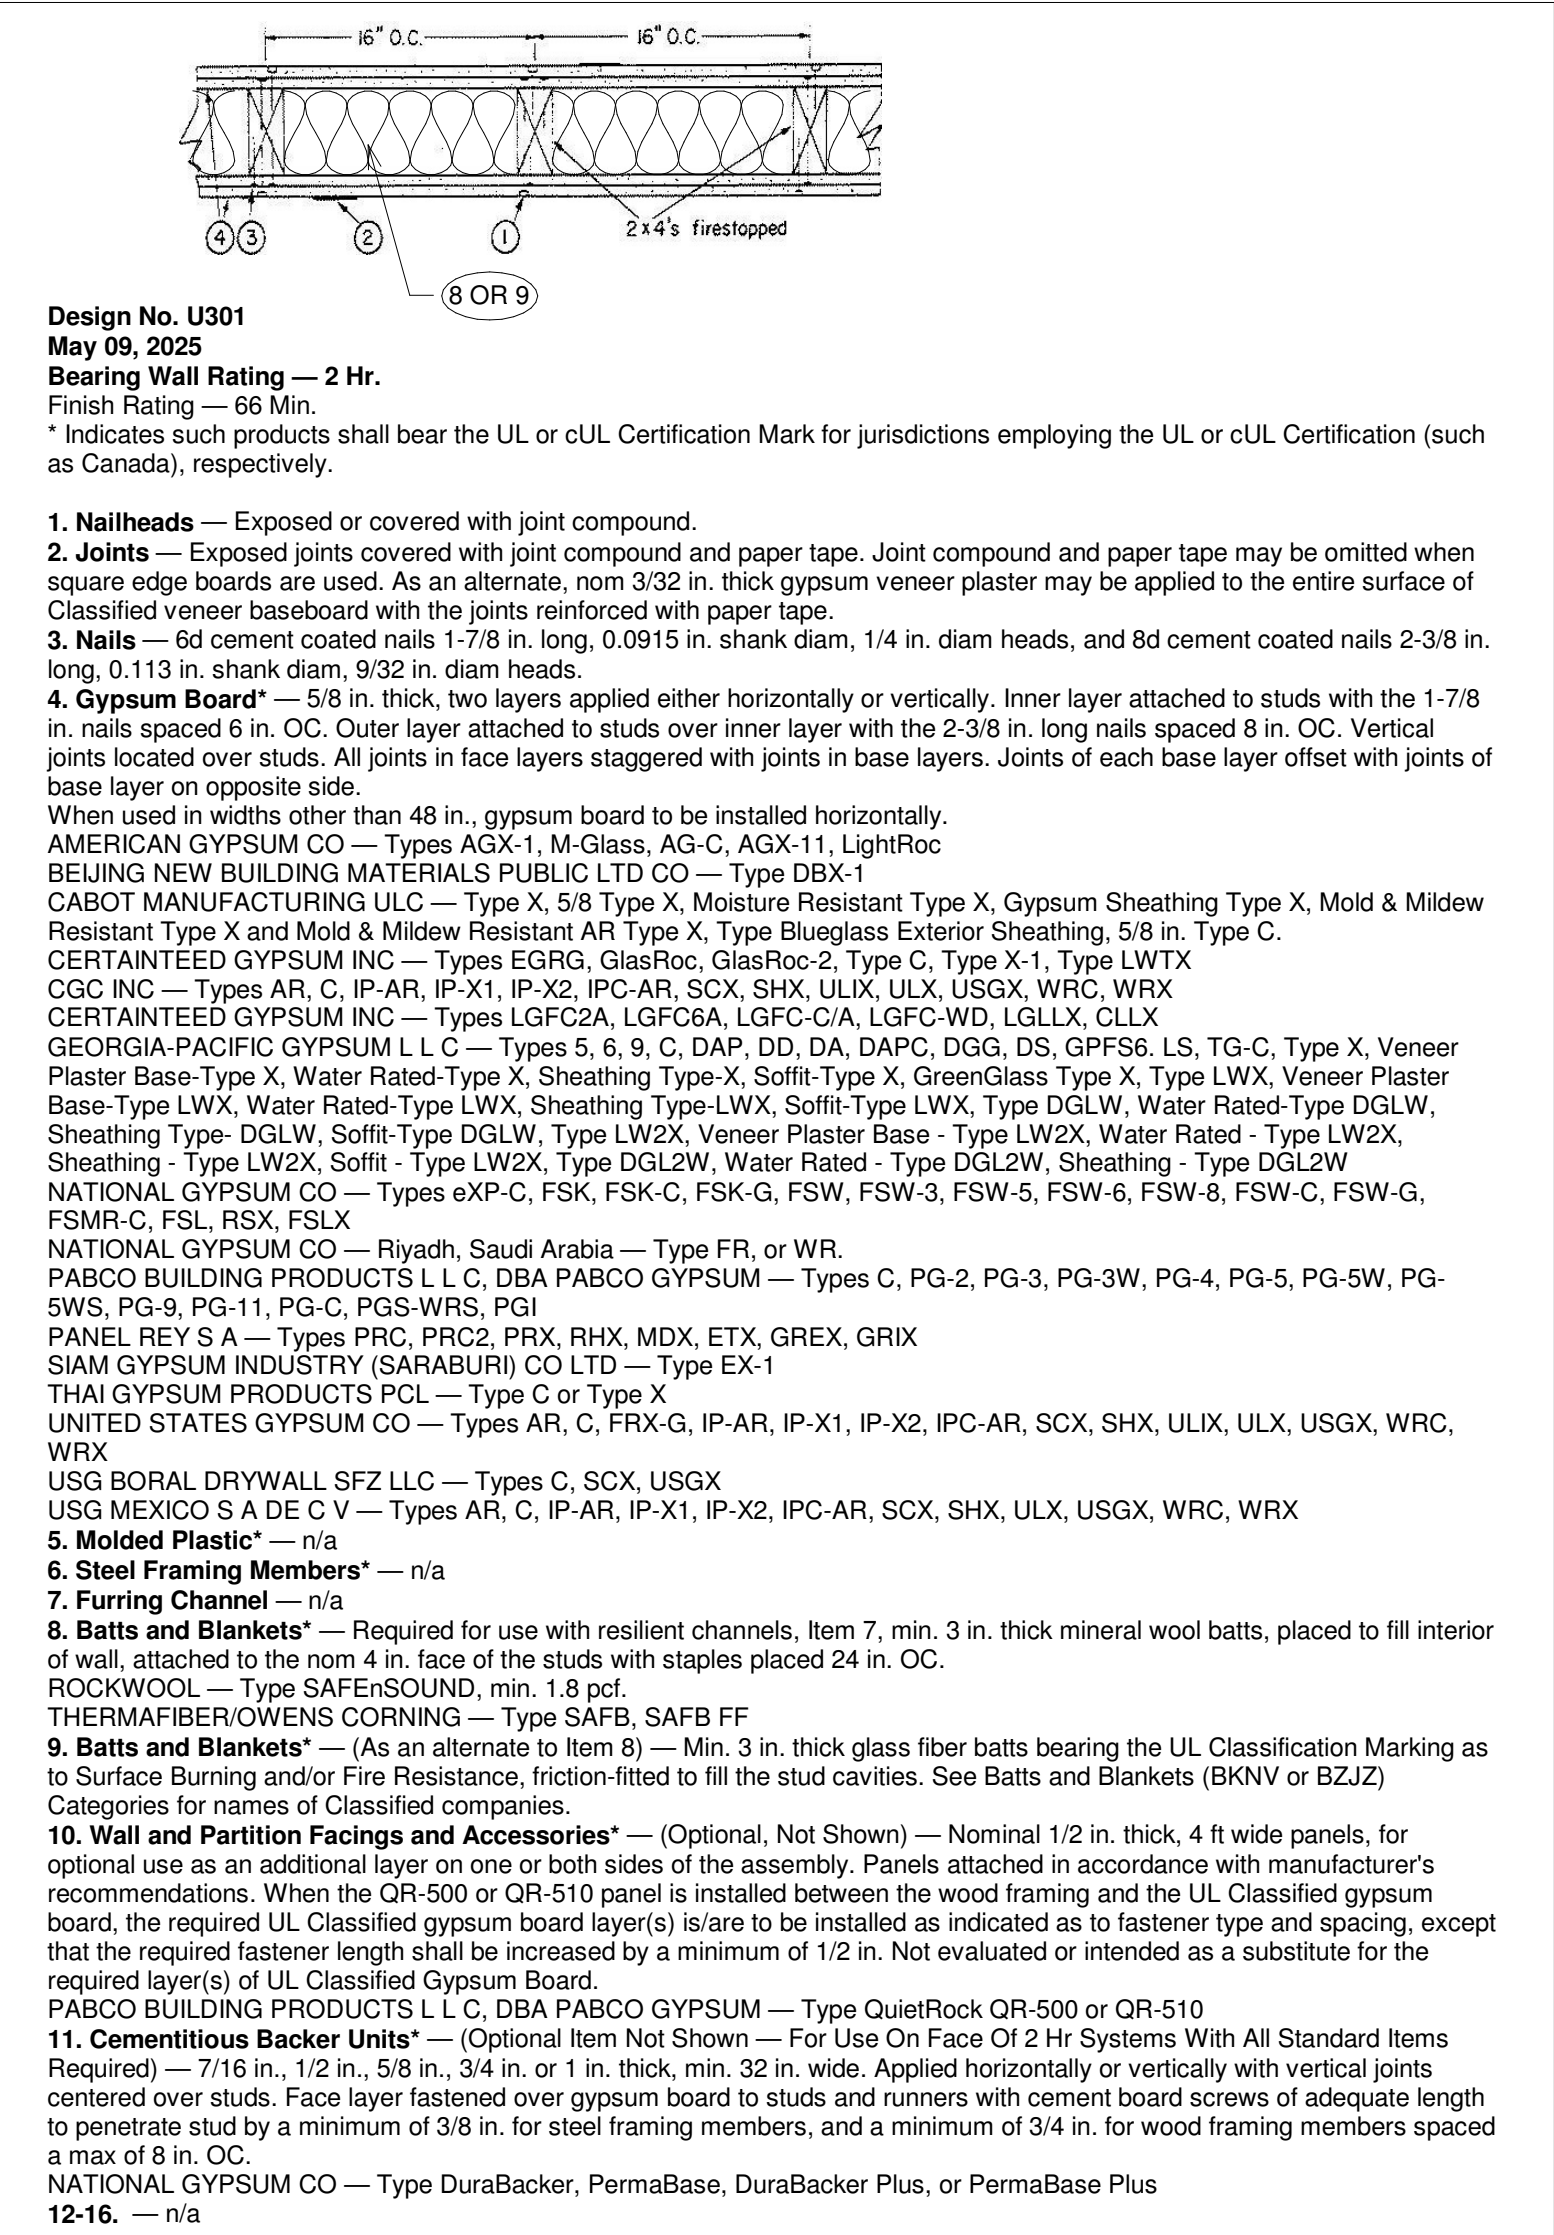 16" O.C. 16" O.C.
4 3 2 1 2x4's firestopped
8 OR 9
Design No. U301
May 09, 2025
Bearing Wall Rating — 2 Hr.
Finish Rating — 66 Min.
* Indicates such products shall bear the UL or cUL Certification Mark for jurisdictions employing the UL or cUL Certification (such
as Canada), respectively.
1. Nailheads — Exposed or covered with joint compound.
2. Joints — Exposed joints covered with joint compound and paper tape. Joint compound and paper tape may be omitted when
square edge boards are used. As an alternate, nom 3/32 in. thick gypsum veneer plaster may be applied to the entire surface of
Classified veneer baseboard with the joints reinforced with paper tape.
3. Nails — 6d cement coated nails 1-7/8 in. long, 0.0915 in. shank diam, 1/4 in. diam heads, and 8d cement coated nails 2-3/8 in.
long, 0.113 in. shank diam, 9/32 in. diam heads.
4. Gypsum Board* — 5/8 in. thick, two layers applied either horizontally or vertically. Inner layer attached to studs with the 1-7/8
in. nails spaced 6 in. OC. Outer layer attached to studs over inner layer with the 2-3/8 in. long nails spaced 8 in. OC. Vertical
joints located over studs. All joints in face layers staggered with joints in base layers. Joints of each base layer offset with joints of
base layer on opposite side.
When used in widths other than 48 in., gypsum board to be installed horizontally.
AMERICAN GYPSUM CO — Types AGX-1, M-Glass, AG-C, AGX-11, LightRoc
BEIJING NEW BUILDING MATERIALS PUBLIC LTD CO — Type DBX-1
CABOT MANUFACTURING ULC — Type X, 5/8 Type X, Moisture Resistant Type X, Gypsum Sheathing Type X, Mold & Mildew
Resistant Type X and Mold & Mildew Resistant AR Type X, Type Blueglass Exterior Sheathing, 5/8 in. Type C.
CERTAINTEED GYPSUM INC — Types EGRG, GlasRoc, GlasRoc-2, Type C, Type X-1, Type LWTX
CGC INC — Types AR, C, IP-AR, IP-X1, IP-X2, IPC-AR, SCX, SHX, ULIX, ULX, USGX, WRC, WRX
CERTAINTEED GYPSUM INC — Types LGFC2A, LGFC6A, LGFC-C/A, LGFC-WD, LGLLX, CLLX
GEORGIA-PACIFIC GYPSUM L L C — Types 5, 6, 9, C, DAP, DD, DA, DAPC, DGG, DS, GPFS6. LS, TG-C, Type X, Veneer
Plaster Base-Type X, Water Rated-Type X, Sheathing Type-X, Soffit-Type X, GreenGlass Type X, Type LWX, Veneer Plaster
Base-Type LWX, Water Rated-Type LWX, Sheathing Type-LWX, Soffit-Type LWX, Type DGLW, Water Rated-Type DGLW,
Sheathing Type- DGLW, Soffit-Type DGLW, Type LW2X, Veneer Plaster Base - Type LW2X, Water Rated - Type LW2X,
Sheathing - Type LW2X, Soffit - Type LW2X, Type DGL2W, Water Rated - Type DGL2W, Sheathing - Type DGL2W
NATIONAL GYPSUM CO — Types eXP-C, FSK, FSK-C, FSK-G, FSW, FSW-3, FSW-5, FSW-6, FSW-8, FSW-C, FSW-G,
FSMR-C, FSL, RSX, FSLX
NATIONAL GYPSUM CO — Riyadh, Saudi Arabia — Type FR, or WR.
PABCO BUILDING PRODUCTS L L C, DBA PABCO GYPSUM — Types C, PG-2, PG-3, PG-3W, PG-4, PG-5, PG-5W, PG-
5WS, PG-9, PG-11, PG-C, PGS-WRS, PGI
PANEL REY S A — Types PRC, PRC2, PRX, RHX, MDX, ETX, GREX, GRIX
SIAM GYPSUM INDUSTRY (SARABURI) CO LTD — Type EX-1
THAI GYPSUM PRODUCTS PCL — Type C or Type X
UNITED STATES GYPSUM CO — Types AR, C, FRX-G, IP-AR, IP-X1, IP-X2, IPC-AR, SCX, SHX, ULIX, ULX, USGX, WRC,
WRX
USG BORAL DRYWALL SFZ LLC — Types C, SCX, USGX
USG MEXICO S A DE C V — Types AR, C, IP-AR, IP-X1, IP-X2, IPC-AR, SCX, SHX, ULX, USGX, WRC, WRX
5. Molded Plastic* — n/a
6. Steel Framing Members* — n/a
7. Furring Channel — n/a
8. Batts and Blankets* — Required for use with resilient channels, Item 7, min. 3 in. thick mineral wool batts, placed to fill interior
of wall, attached to the nom 4 in. face of the studs with staples placed 24 in. OC.
ROCKWOOL — Type SAFEnSOUND, min. 1.8 pcf.
THERMAFIBER/OWENS CORNING — Type SAFB, SAFB FF
9. Batts and Blankets* — (As an alternate to Item 8) — Min. 3 in. thick glass fiber batts bearing the UL Classification Marking as
to Surface Burning and/or Fire Resistance, friction-fitted to fill the stud cavities. See Batts and Blankets (BKNV or BZJZ)
Categories for names of Classified companies.
10. Wall and Partition Facings and Accessories* — (Optional, Not Shown) — Nominal 1/2 in. thick, 4 ft wide panels, for
optional use as an additional layer on one or both sides of the assembly. Panels attached in accordance with manufacturer's
recommendations. When the QR-500 or QR-510 panel is installed between the wood framing and the UL Classified gypsum
board, the required UL Classified gypsum board layer(s) is/are to be installed as indicated as to fastener type and spacing, except
that the required fastener length shall be increased by a minimum of 1/2 in. Not evaluated or intended as a substitute for the
required layer(s) of UL Classified Gypsum Board.
PABCO BUILDING PRODUCTS L L C, DBA PABCO GYPSUM — Type QuietRock QR-500 or QR-510
11. Cementitious Backer Units* — (Optional Item Not Shown — For Use On Face Of 2 Hr Systems With All Standard Items
Required) — 7/16 in., 1/2 in., 5/8 in., 3/4 in. or 1 in. thick, min. 32 in. wide. Applied horizontally or vertically with vertical joints
centered over studs. Face layer fastened over gypsum board to studs and runners with cement board screws of adequate length
to penetrate stud by a minimum of 3/8 in. for steel framing members, and a minimum of 3/4 in. for wood framing members spaced
a max of 8 in. OC.
NATIONAL GYPSUM CO — Type DuraBacker, PermaBase, DuraBacker Plus, or PermaBase Plus
12-16. — n/a